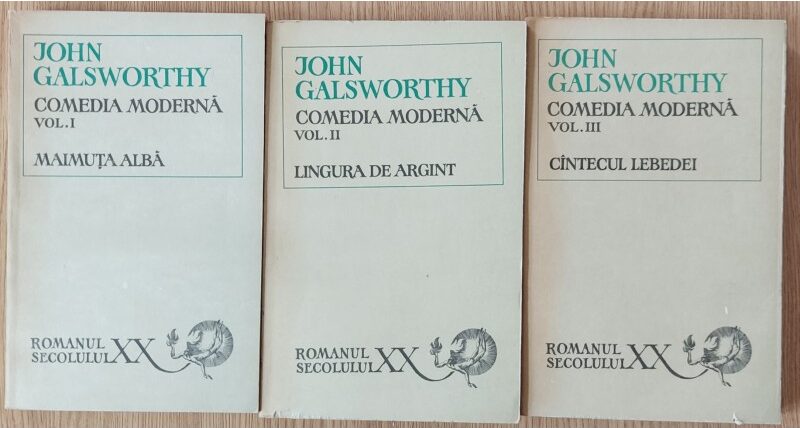 JOHN
GALSWORTHY
COMEDIA MODERNĂ
VOL. I
MAIMUȚA ALBĂ
ROMANUL
SECOLULUI XX
JOHN
GALSWORTHY
COMEDIA MODERNĂ
VOL. II
LINGURA DE ARGINT
ROMANUL
SECOLULUI XX
JOHN
GALSWORTHY
COMEDIA MODERNĂ
VOL. III
CÎNTECUL LEBEDEI
ROMANUL
SECOLULUI XX